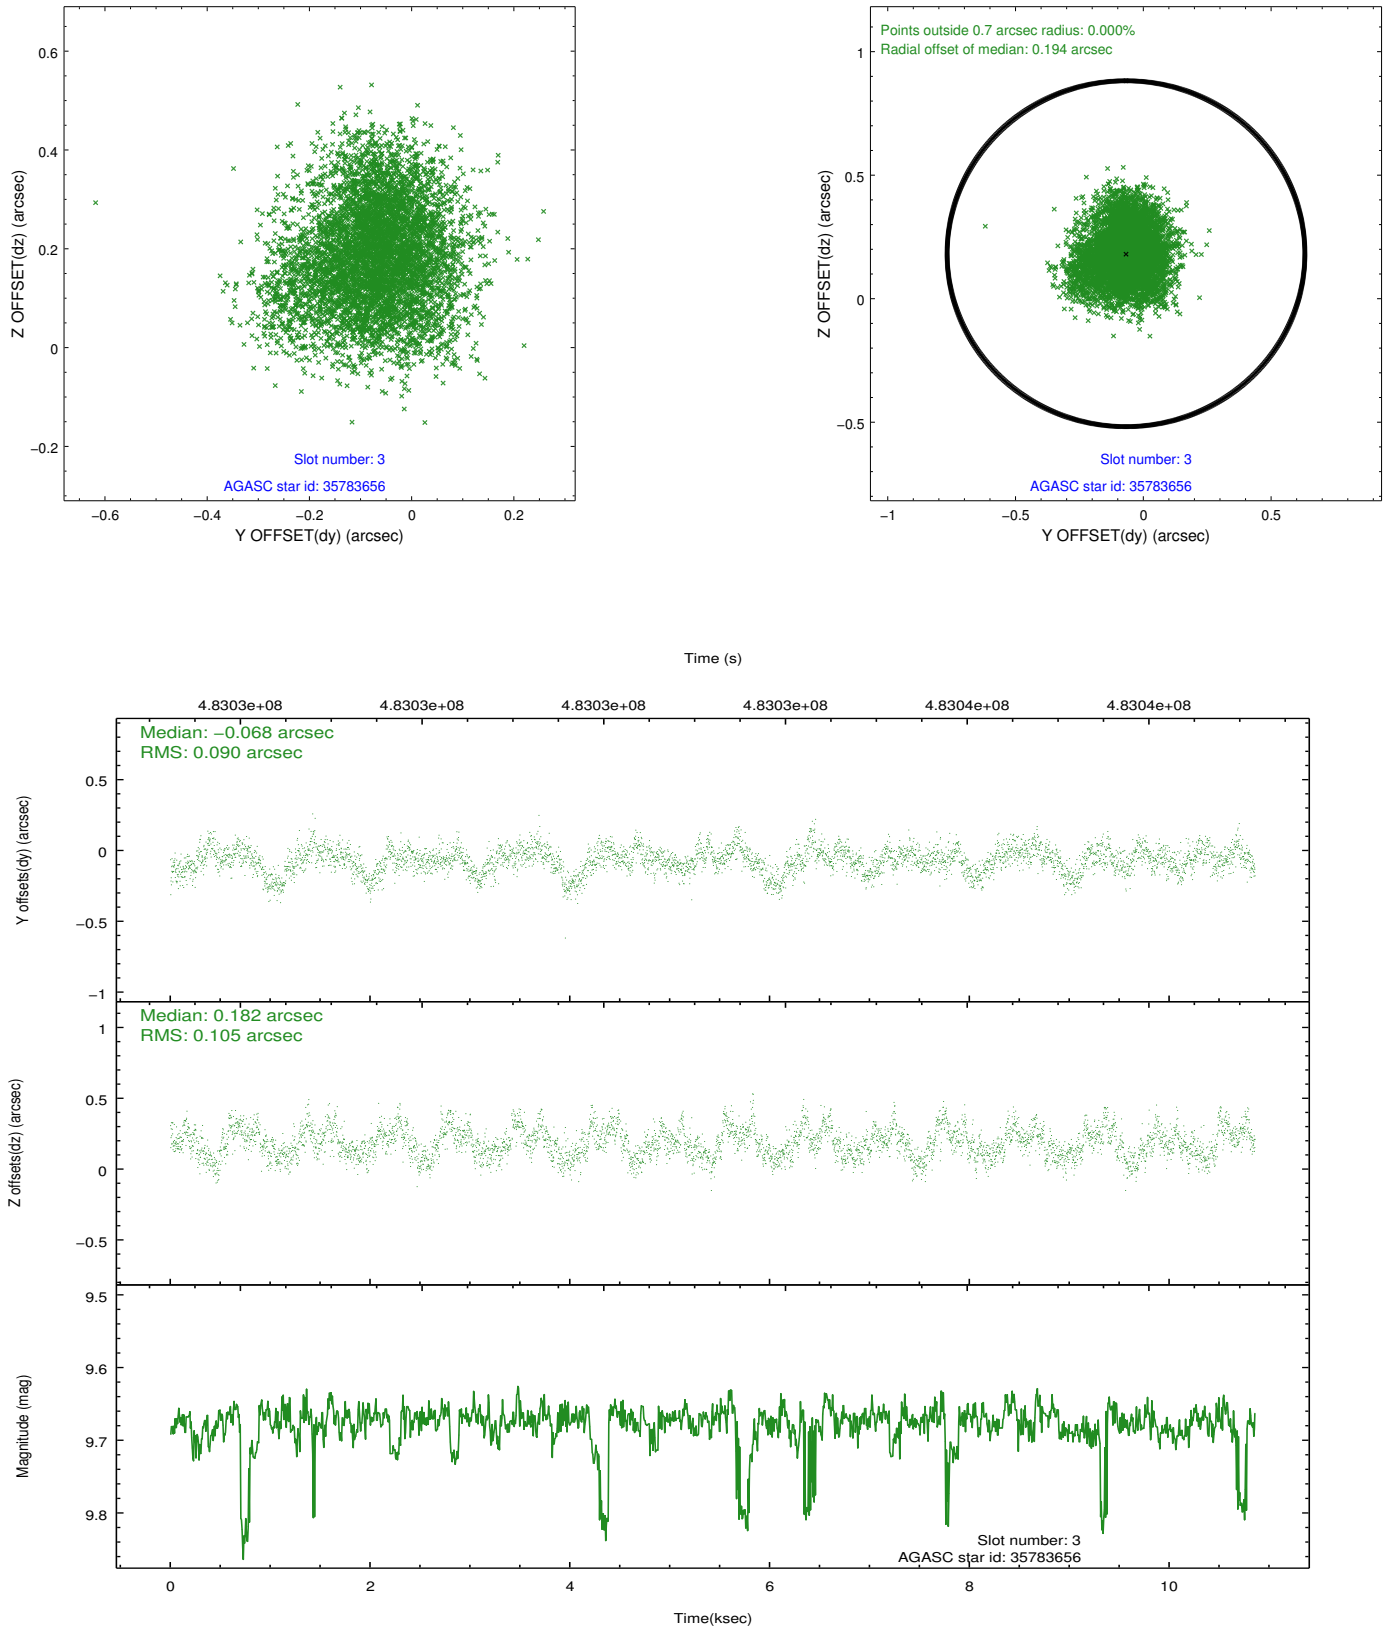 0.6
0.4
0.2
0
−0.2
Z OFFSET(dz) (arcsec)
Slot number: 3
AGASC star id: 35783656
−0.6 −0.4 −0.2 0 0.2
Y OFFSET(dy) (arcsec)
Points outside 0.7 arcsec radius: 0.000%
Radial offset of median: 0.194 arcsec
1
0.5
0
−0.5
Z OFFSET(dz) (arcsec)
Slot number: 3
AGASC star id: 35783656
−1 −0.5 0 0.5
Y OFFSET(dy) (arcsec)
Time (s)
4.8303e+08 4.8303e+08 4.8303e+08 4.8303e+08 4.8304e+08 4.8304e+08
Median: −0.068 arcsec
RMS: 0.090 arcsec
0.5
0
−0.5
−1
Y offsets(dy) (arcsec)
Median: 0.182 arcsec
RMS: 0.105 arcsec
1
0.5
0
−0.5
Z offsets(dz) (arcsec)
9.5
9.6
9.7
9.8
Magnitude (mag)
Slot number: 3
AGASC star id: 35783656
0 2 4 6 8 10
Time(ksec)